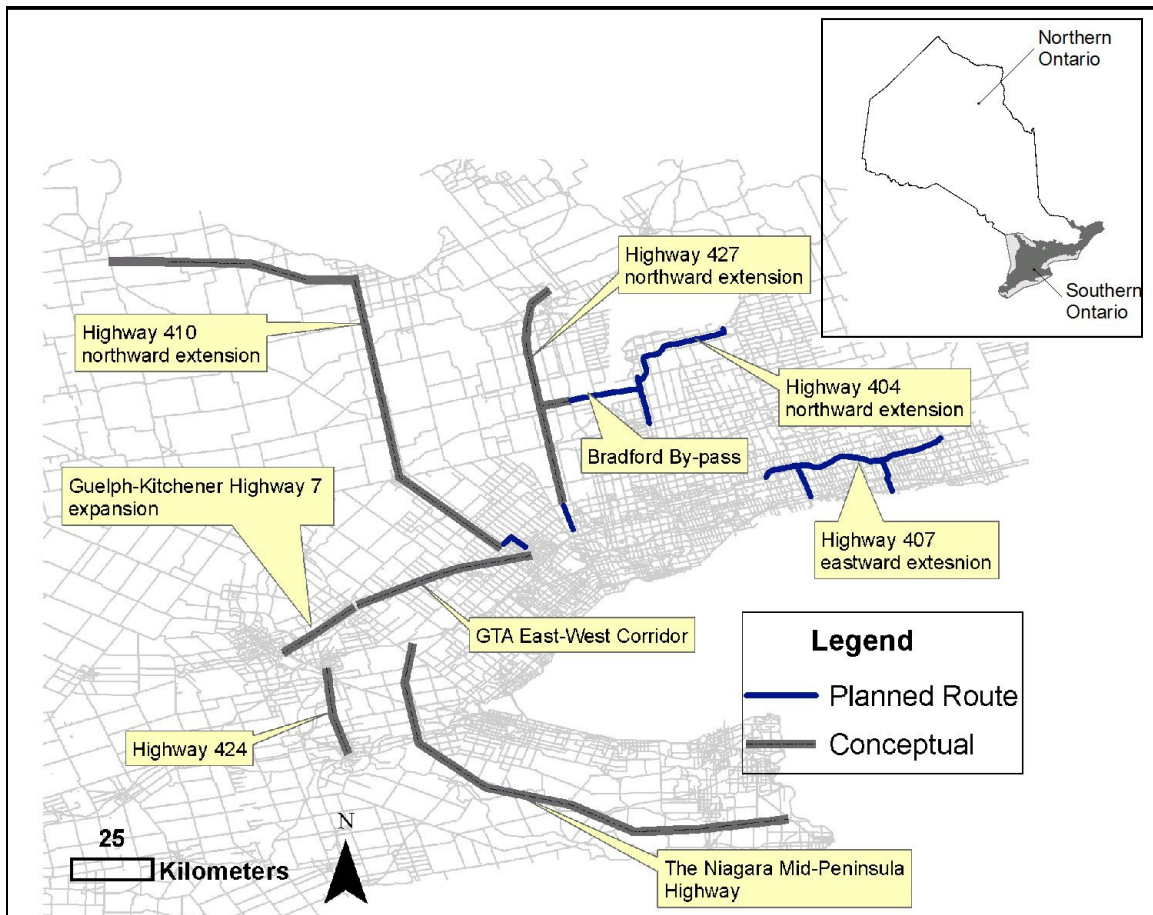 Northern
Ontario
Southern
Ontario
Highway 427
northward extension
Highway 410
northward extension
Highway 404
northward extension
Bradford By-pass
Guelph-Kitchener Highway 7
expansion
Highway 407
eastward extesnion
GTA East-West Corridor
Legend
Planned Route
Conceptual
Highway 424
25
Kilometers
N
The Niagara Mid-Peninsula
Highway